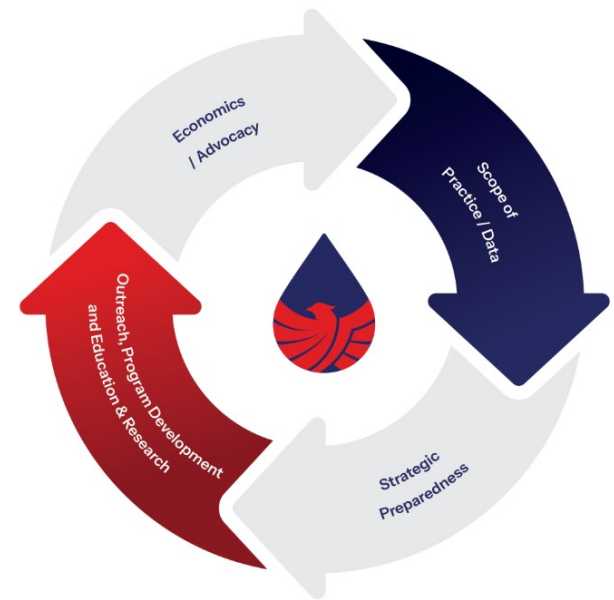 Economics
/ Advocacy
Scope of
Practice / Data
Strategic
Preparedness
Outreach, Program Development
and Education & Research